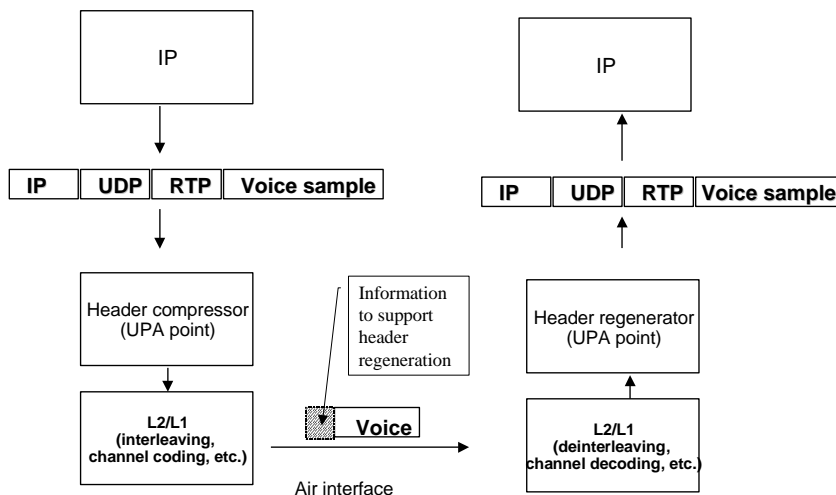 IP
IP
IP UDP RTP Voice sample
IP UDP RTP Voice sample
Header compressor
(UPA point)
Information
to support
header
regeneration
Header regenerator
(UPA point)
L2/L1
(interleaving,
channel coding, etc.)
Voice
L2/L1
(deinterleaving,
channel decoding, etc.)
Air interface